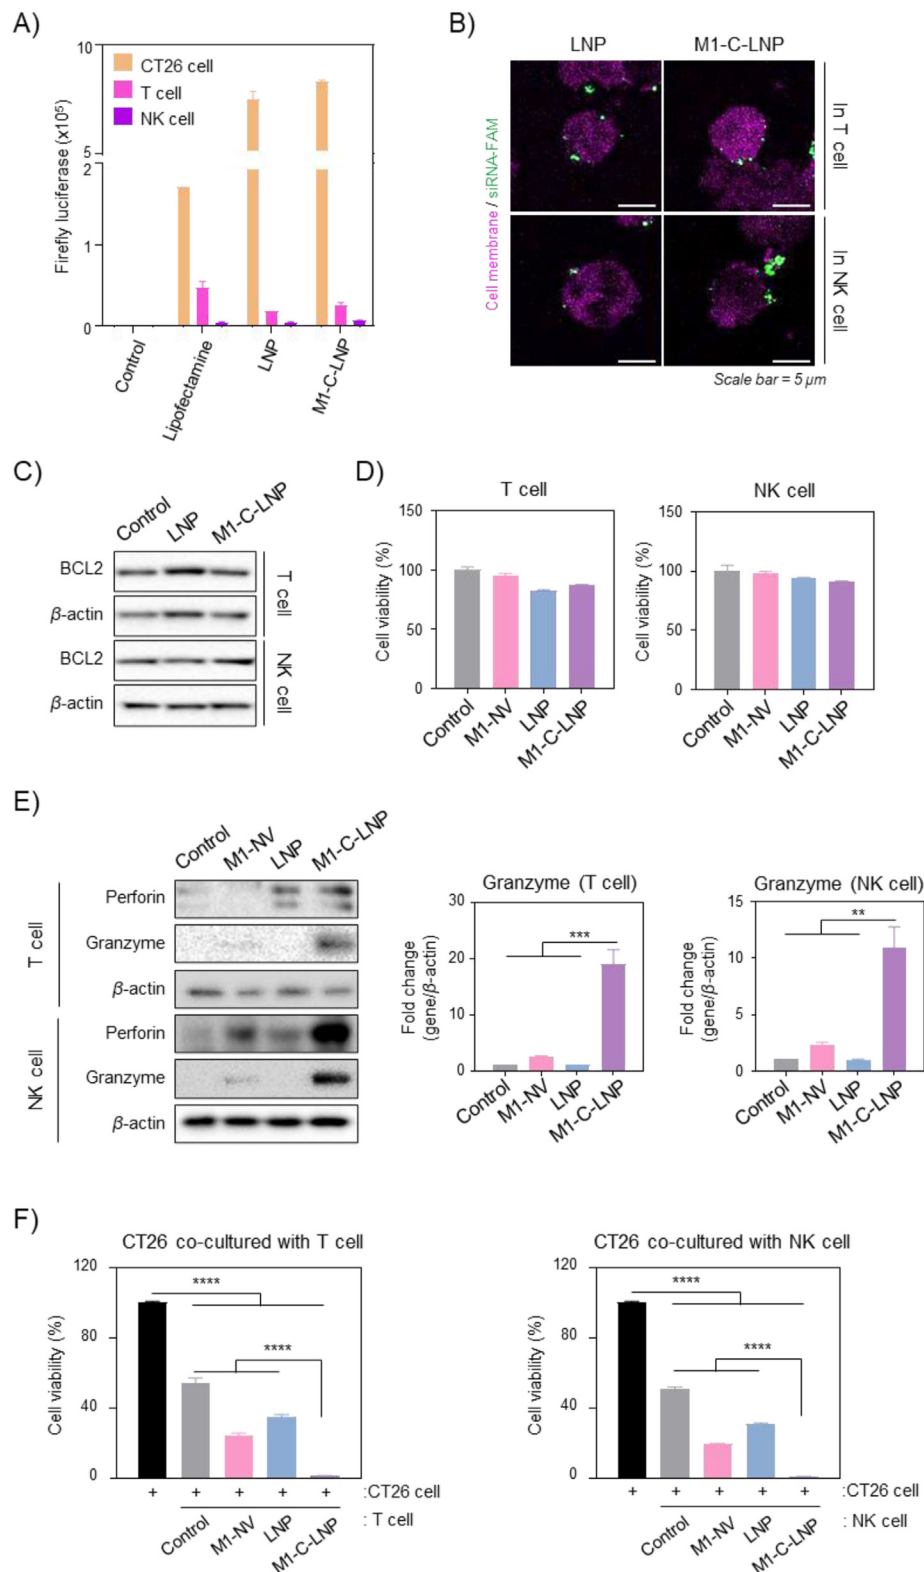 A)
10
5
2
1
0
Firefly luciferase (x10⁵)
CT26 cell
T cell
NK cell
Control
Lipofectamine
LNP
M1-C-LNP
B)
LNP
M1-C-LNP
Cell membrane / siRNA-FAM
In T cell
In NK cell
Scale bar = 5 μm
C)
Control
LNP
M1-C-LNP
BCL2
β-actin
T cell
BCL2
β-actin
NK cell
D)
T cell
Cell viability (%)
150
100
50
0
Control
M1-NV
LNP
M1-C-LNP
NK cell
Cell viability (%)
150
100
50
0
Control
M1-NV
LNP
M1-C-LNP
E)
Control
M1-NV
LNP
M1-C-LNP
T cell
Perforin
Granzyme
β-actin
NK cell
Perforin
Granzyme
β-actin
Granzyme (T cell)
Fold change
(gene/β-actin)
30
20
10
0
***
Control
M1-NV
LNP
M1-C-LNP
Granzyme (NK cell)
Fold change
(gene/β-actin)
15
10
5
0
**
Control
M1-NV
LNP
M1-C-LNP
F)
CT26 co-cultured with T cell
Cell viability (%)
120
80
40
0
****
****
+ + + + + :CT26 cell
Control
M1-NV
LNP
M1-C-LNP
: T cell
CT26 co-cultured with NK cell
Cell viability (%)
120
80
40
0
****
****
+ + + + + :CT26 cell
Control
M1-NV
LNP
M1-C-LNP
: NK cell